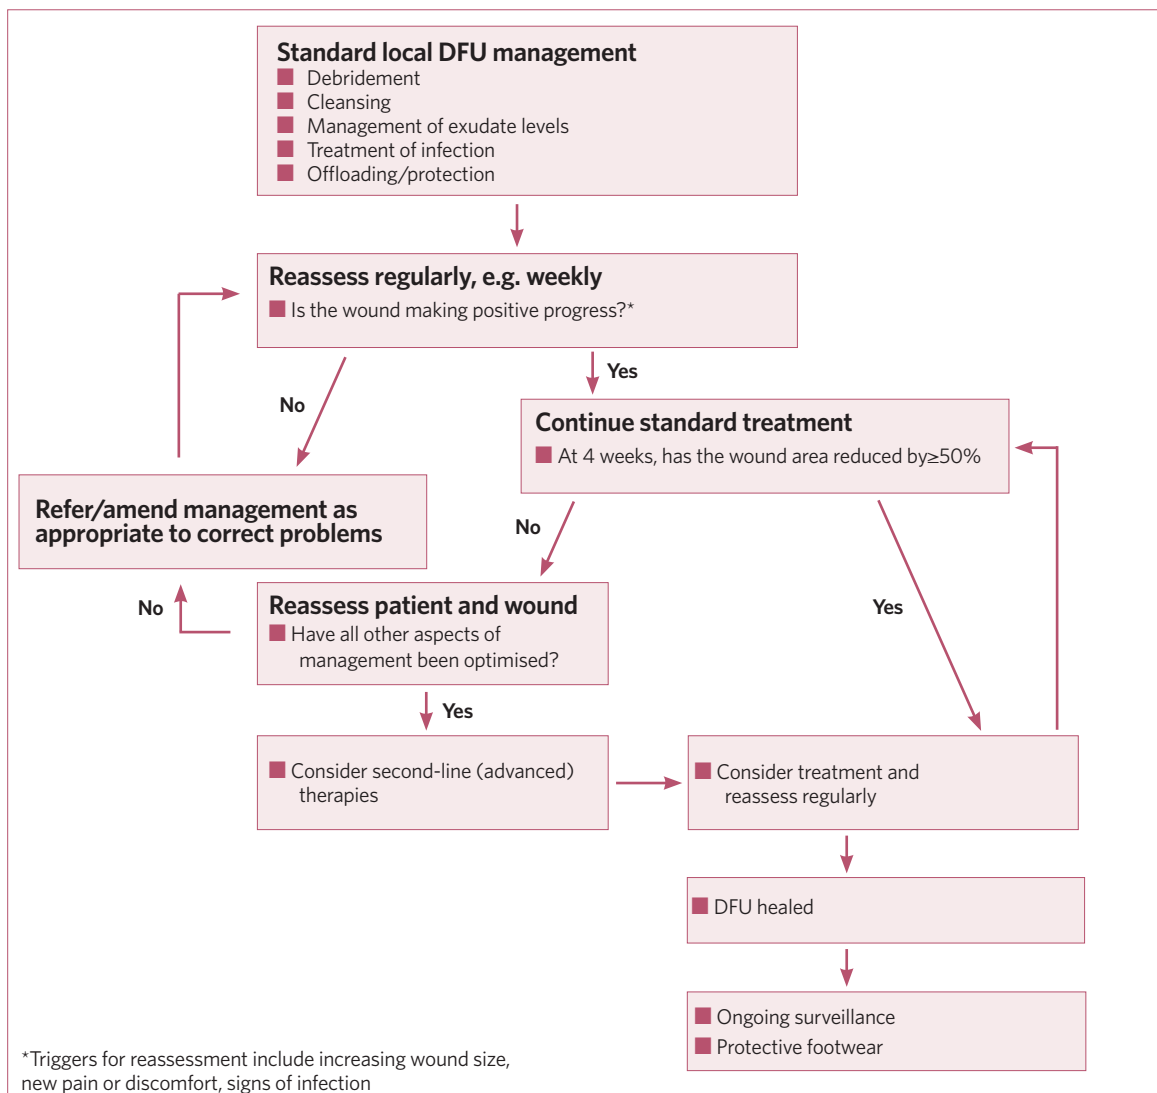 Standard local DFU management
Debridement
Cleansing
Management of exudate levels
Treatment of infection
Offloading/protection
Reassess regularly, e.g. weekly
Is the wound making positive progress?*
Yes
No
Continue standard treatment
At 4 weeks, has the wound area reduced by≥50%
Refer/amend management as
appropriate to correct problems
No
Yes
Reassess patient and wound
Have all other aspects of
management been optimised?
No
Yes
Consider second-line (advanced)
therapies
Consider treatment and
reassess regularly
DFU healed
Ongoing surveillance
Protective footwear
*Triggers for reassessment include increasing wound size,
new pain or discomfort, signs of infection